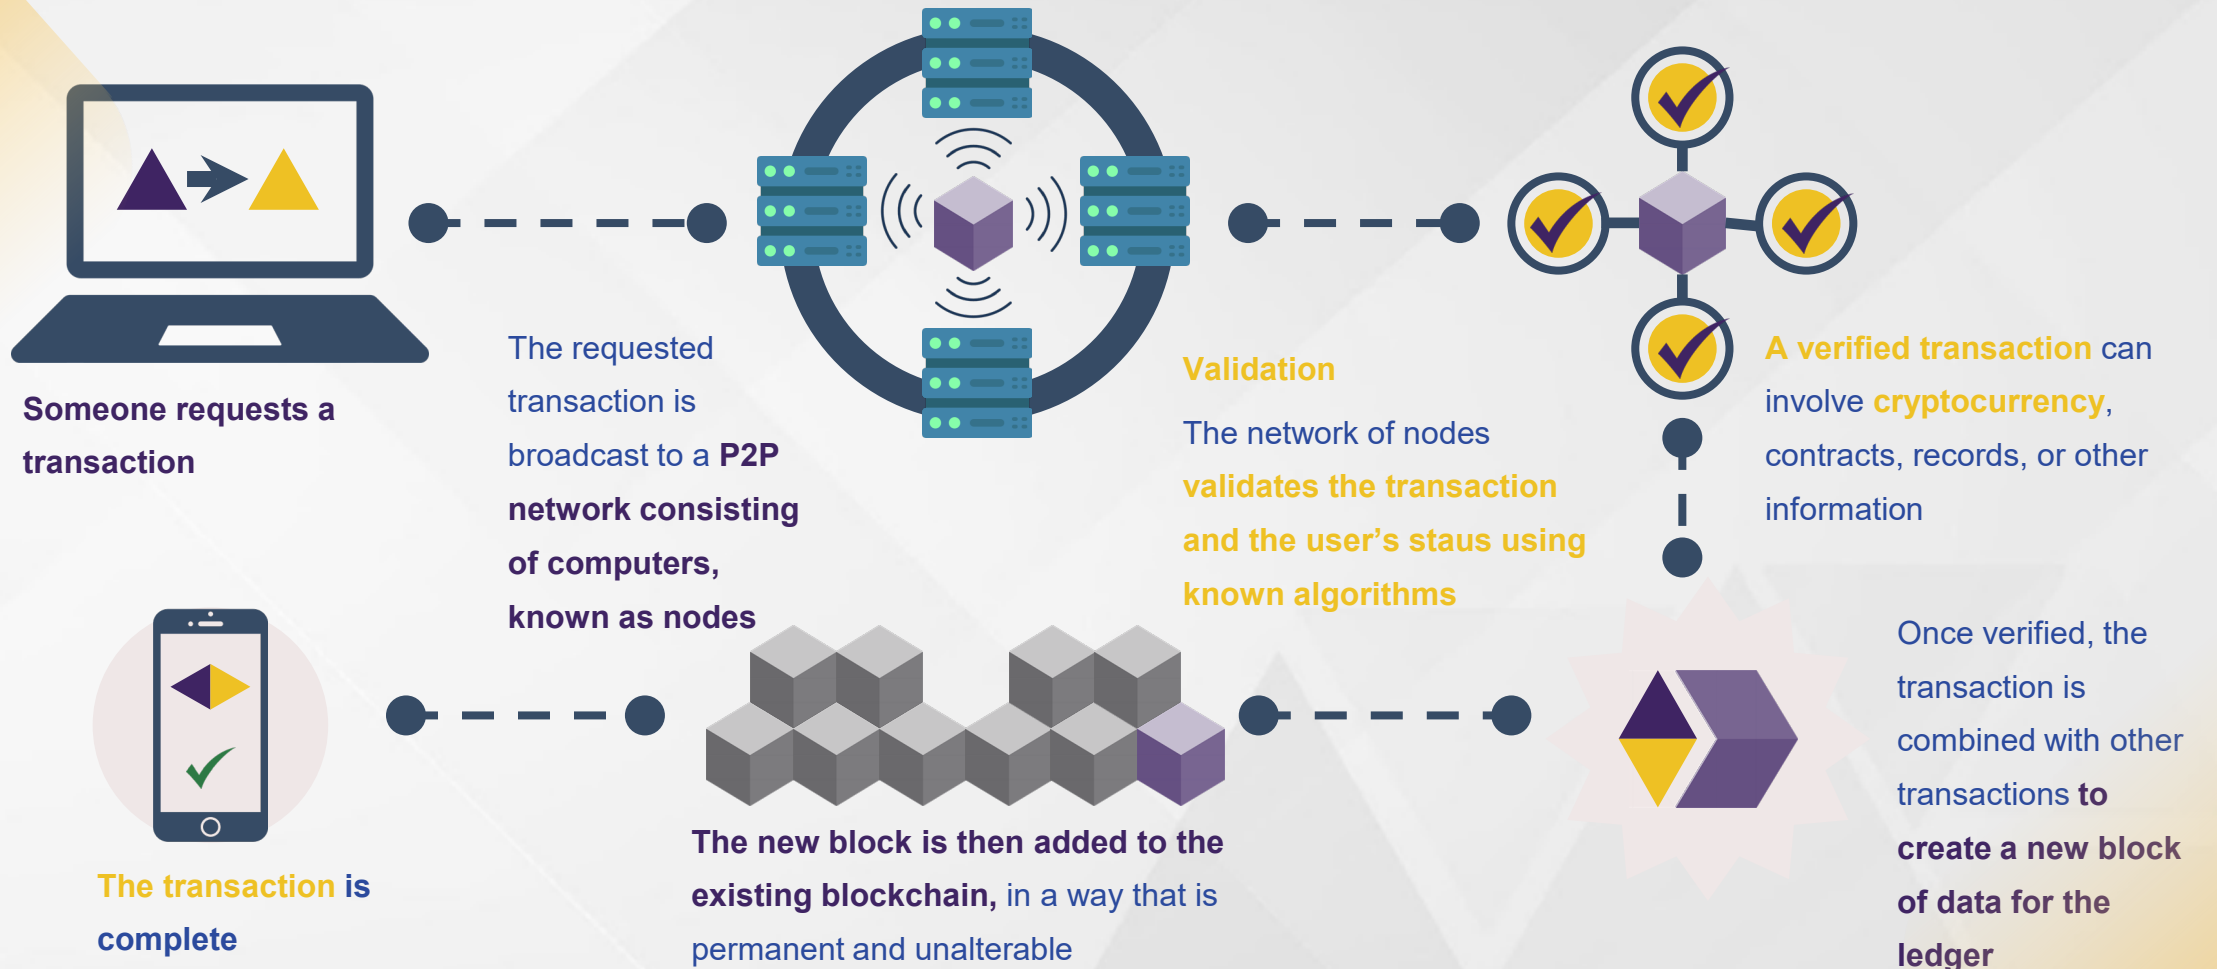 Someone requests a
transaction
The requested
transaction is
broadcast to a P2P
network consisting
of computers,
known as nodes
Validation
The network of nodes
validates the transaction
and the user’s staus using
known algorithms
A verified transaction can
involve cryptocurrency,
contracts, records, or other
information
Once verified, the
transaction is
combined with other
transactions to
create a new block
of data for the
ledger
The new block is then added to the
existing blockchain, in a way that is
permanent and unalterable
The transaction is
complete